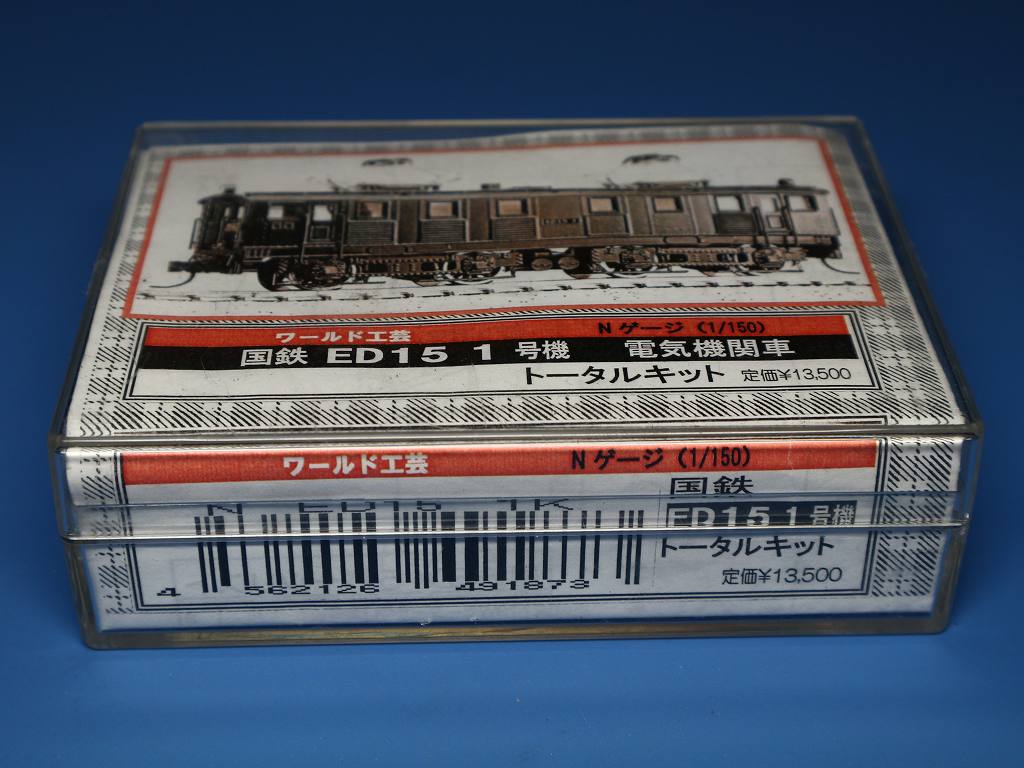 ワールド工芸 Nゲージ (1/150)
国鉄 ED15 1 号機 電気機関車
トータルキット 定価¥13,500
ワールド工芸 Nゲージ (1/150)
国鉄
N ED15 1K
ED15 1 号機
トータルキット
定価¥13,500
4 562126 491873